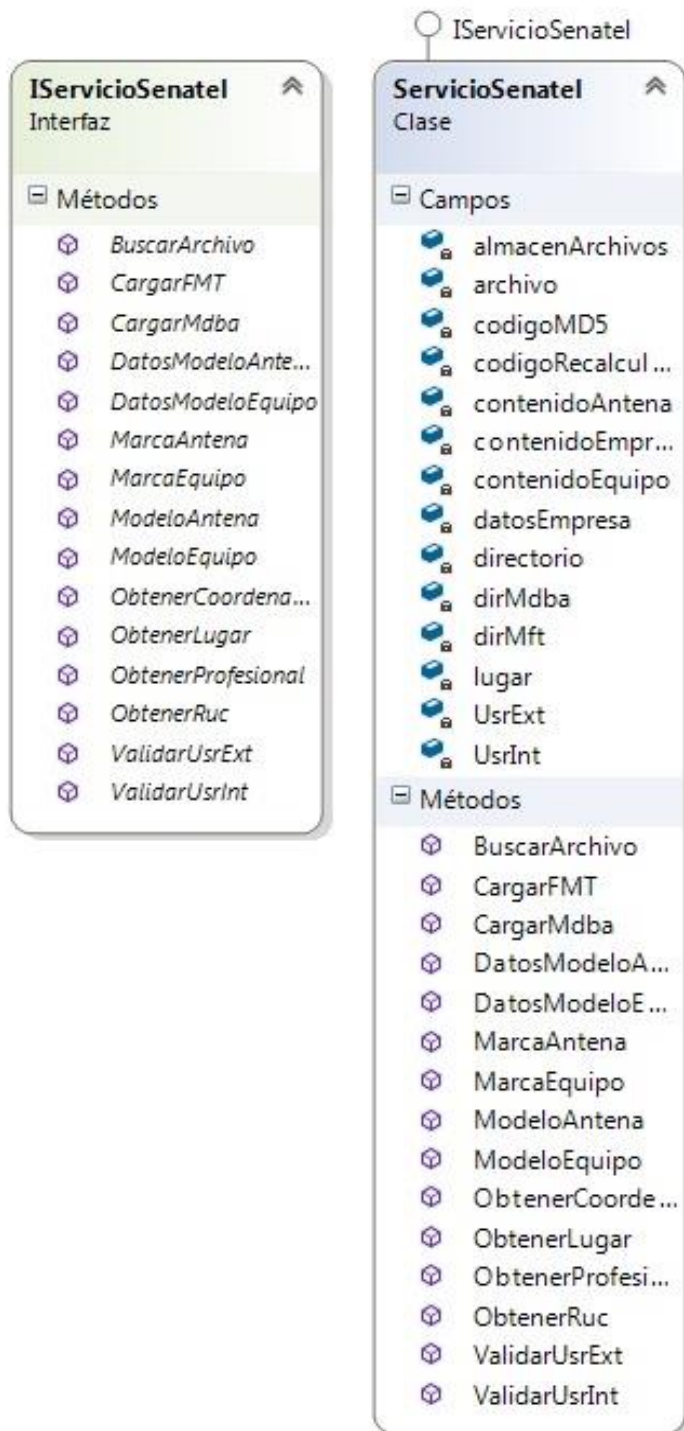 IServicioSenatel
Interfaz
Métodos
BuscarArchivo
CargarFMT
CargarMdba
DatosModeloAnte...
DatosModeloEquipo
MarcaAntena
MarcaEquipo
ModeloAntena
ModeloEquipo
ObtenerCoordena...
ObtenerLugar
ObtenerProfesional
ObtenerRuc
ValidarUsrExt
ValidarUsrInt
IServicioSenatel
ServicioSenatel
Clase
Campos
almacenArchivos
archivo
codigoMD5
codigoRecalcul...
contenidoAntena
contenidoEmpr...
contenidoEquipo
datosEmpresa
directorio
dirMdba
dirMft
lugar
UsrExt
UsrInt
Métodos
BuscarArchivo
CargarFMT
CargarMdba
DatosModeloA...
DatosModeloE...
MarcaAntena
MarcaEquipo
ModeloAntena
ModeloEquipo
ObtenerCoorde...
ObtenerLugar
ObtenerProfesi...
ObtenerRuc
ValidarUsrExt
ValidarUsrInt